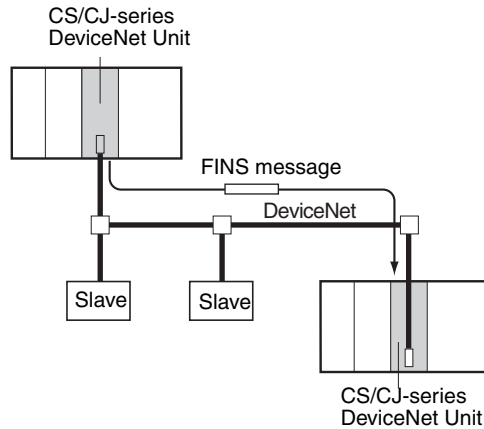 CS/CJ-series
DeviceNet Unit
FINS message
DeviceNet
Slave
Slave
CS/CJ-series
DeviceNet Unit